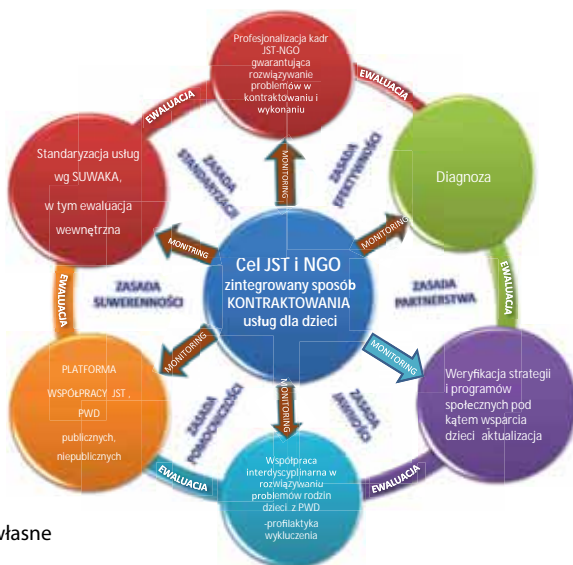 Profesjonalizacja kadr
JST-NGO
gwarantująca
rozwiązywanie
problemów w
kontraktowaniu i
wykonaniu
EWALUACJA
EWALUACJA
Standaryzacja usług
wg SUWAKA,
w tym ewaluacja
wewnętrzna
ZASADA
STANDARYZACJI
MONITORING
ZASADA
EFEKTYWNOŚCI
Diagnoza
MONITRING
MONITORING
Cel JST i NGO
zintegrowany sposób
KONTRAKTOWANIA
usług dla dzieci
EWALUACJA
ZASADA
SUWERENNOŚCI
ZASADA
PARTNERSTWA
EWALUACJA
PLATFORMA
WSPÓŁPRACY JST ,
PWD
publicznych,
niepublicznych
MONITORING
MONITORING
MONITORING
Weryfikacja strategii
i programów
społecznych pod
kątem wsparcia
dzieci aktualizacja
ZASADA
POMOCNICZOŚCI
ZASADA
JAWNOŚCI
Współpraca
interdyscyplinarna w
rozwiązywaniu
problemów rodzin
dzieci z PWD
-profilaktyka
wykluczenia
EWALUACJA
EWALUACJA
własne